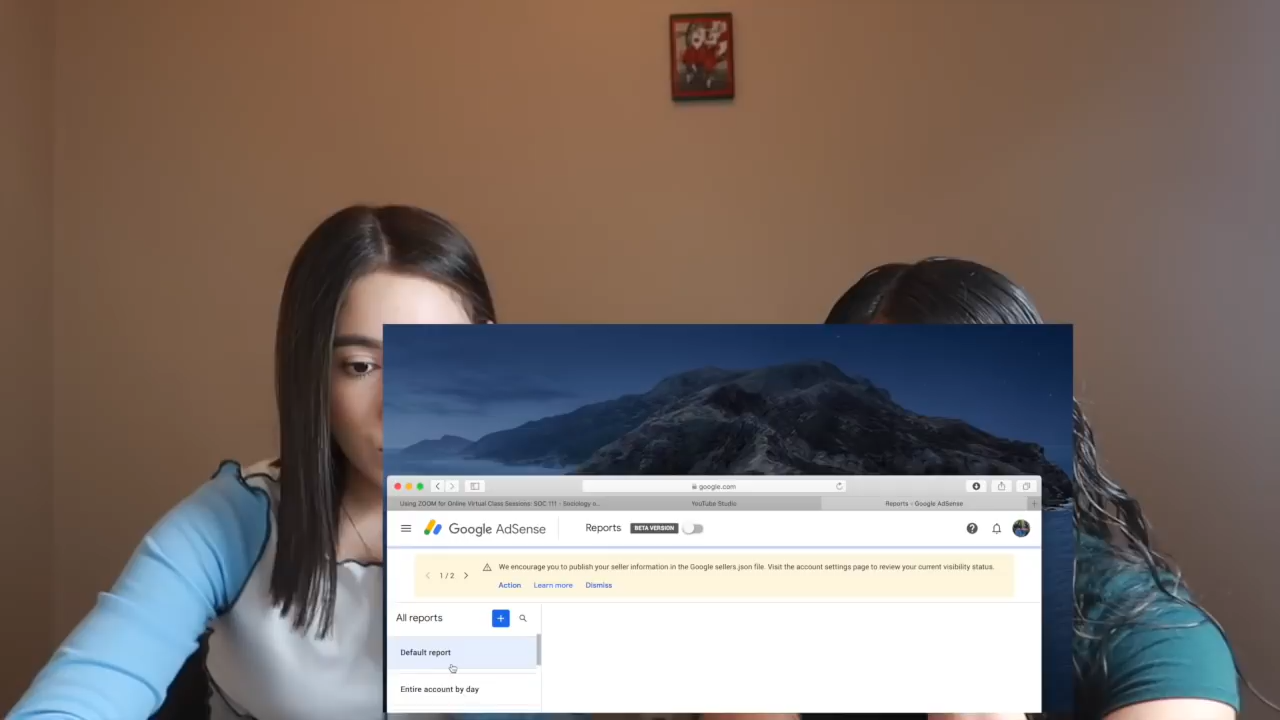 google.com
Using ZOOM for Online Virtual Class Sessions: SOC 111 - Sociology o...
YouTube Studio
Reports – Google AdSense
Google AdSense
Reports
BETA VERSION
1 / 2
We encourage you to publish your seller information in the Google sellers.json file. Visit the account settings page to review your current visibility status.
Action
Learn more
Dismiss
All reports
Default report
Entire account by day